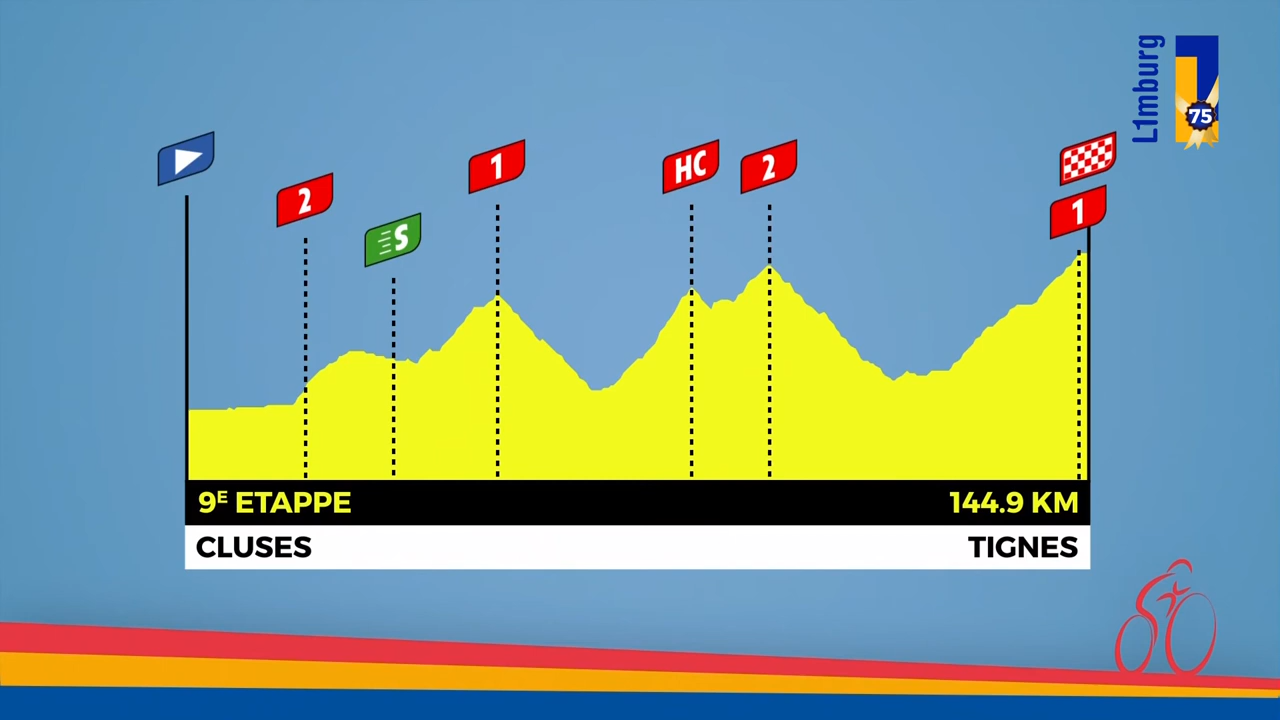 L1mburg
75
2
S
1
HC
2
1
9E ETAPPE
144.9 KM
CLUSES
TIGNES